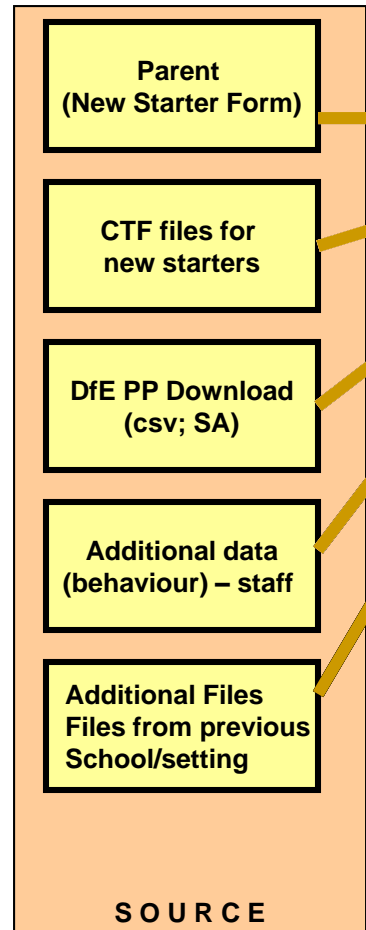 Parent
(New Starter Form)
CTF files for
new starters
DfE PP Download
(csv; SA)
Additional data
(behaviour) – staff
Additional Files
Files from previous
School/setting
S O U R C E